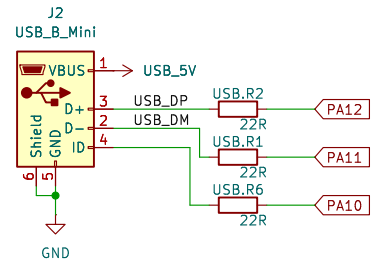 J2
USB_B_Mini
VBUS
1
USB_5V
D+
3
USB_DP
USB.R2
22R
PA12
D-
2
USB_DM
USB.R1
22R
PA11
ID
4
USB.R6
22R
PA10
Shield
GND
6
5
GND